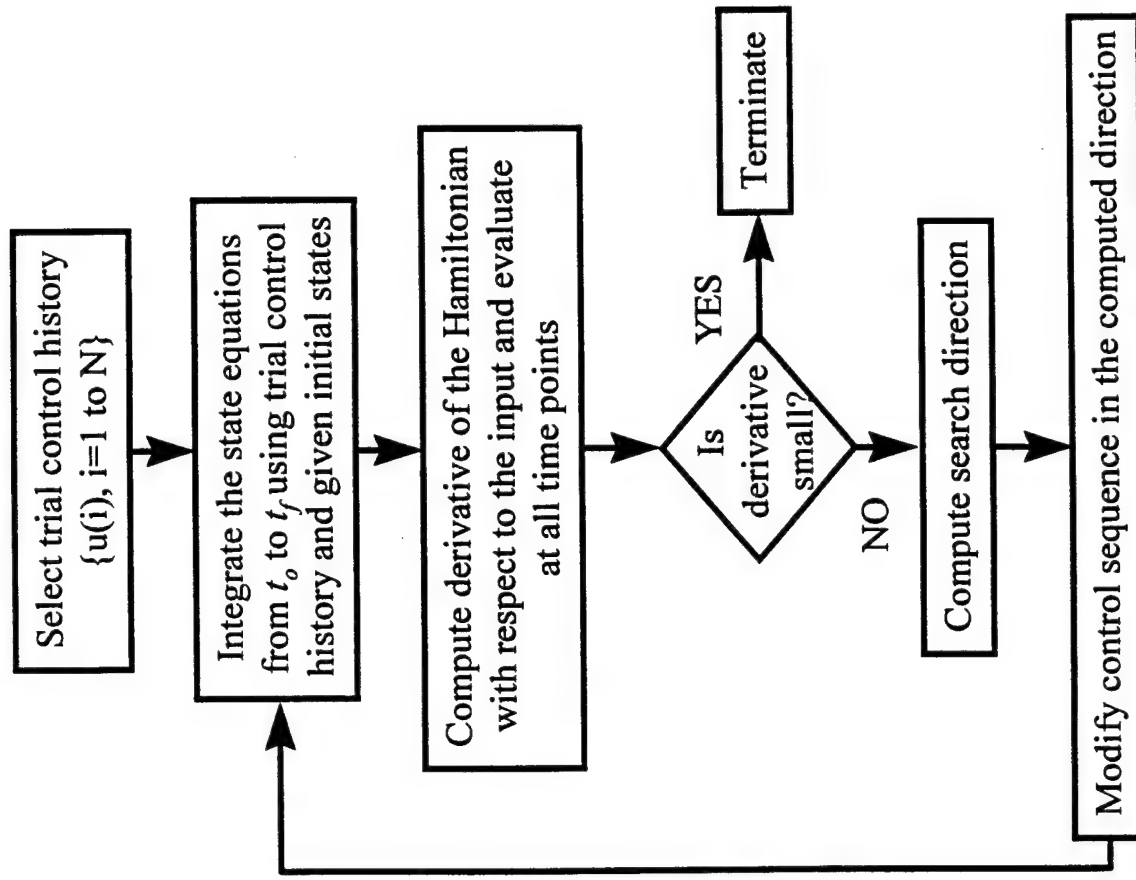 Select trial control history
{u(i), i=1 to N}
Integrate the state equations
from t_o to t_f using trial control
history and given initial states
Compute derivative of the Hamiltonian
with respect to the input and evaluate
at all time points
Is
derivative
small?
YES
Terminate
NO
Compute search direction
Modify control sequence in the computed direction